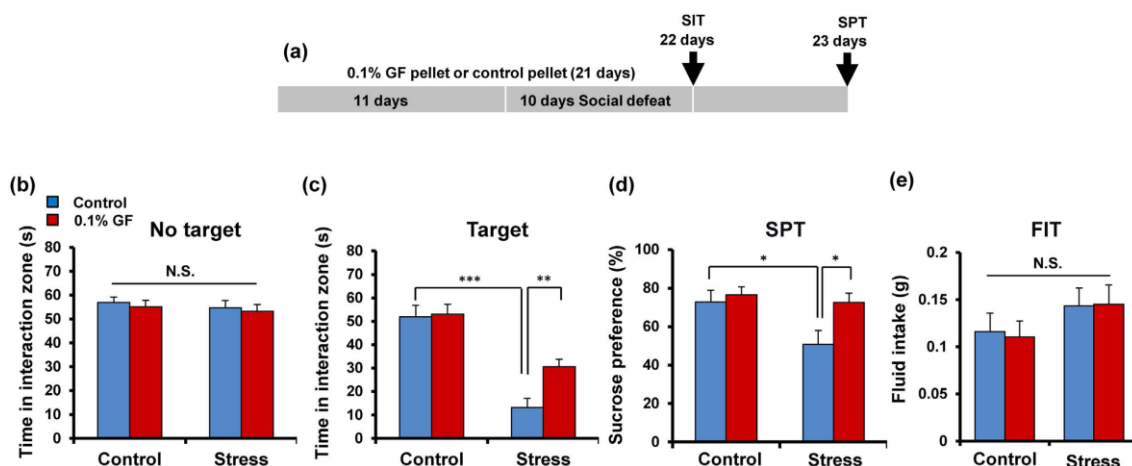 SIT
22 days
SPT
23 days
(a)
0.1% GF pellet or control pellet (21 days)
11 days
10 days Social defeat
(b)
Control
0.1% GF
No target
Time in interaction zone (s)
80
70
60
50
40
30
20
10
0
N.S.
Control
Stress
(c)
Target
Time in interaction zone (s)
80
70
60
50
40
30
20
10
0
***
**
Control
Stress
(d)
SPT
Sucrose preference (%)
100
80
60
40
20
0
*
*
Control
Stress
(e)
FIT
Fluid intake (g)
0.2
0.15
0.1
0.05
0
N.S.
Control
Stress